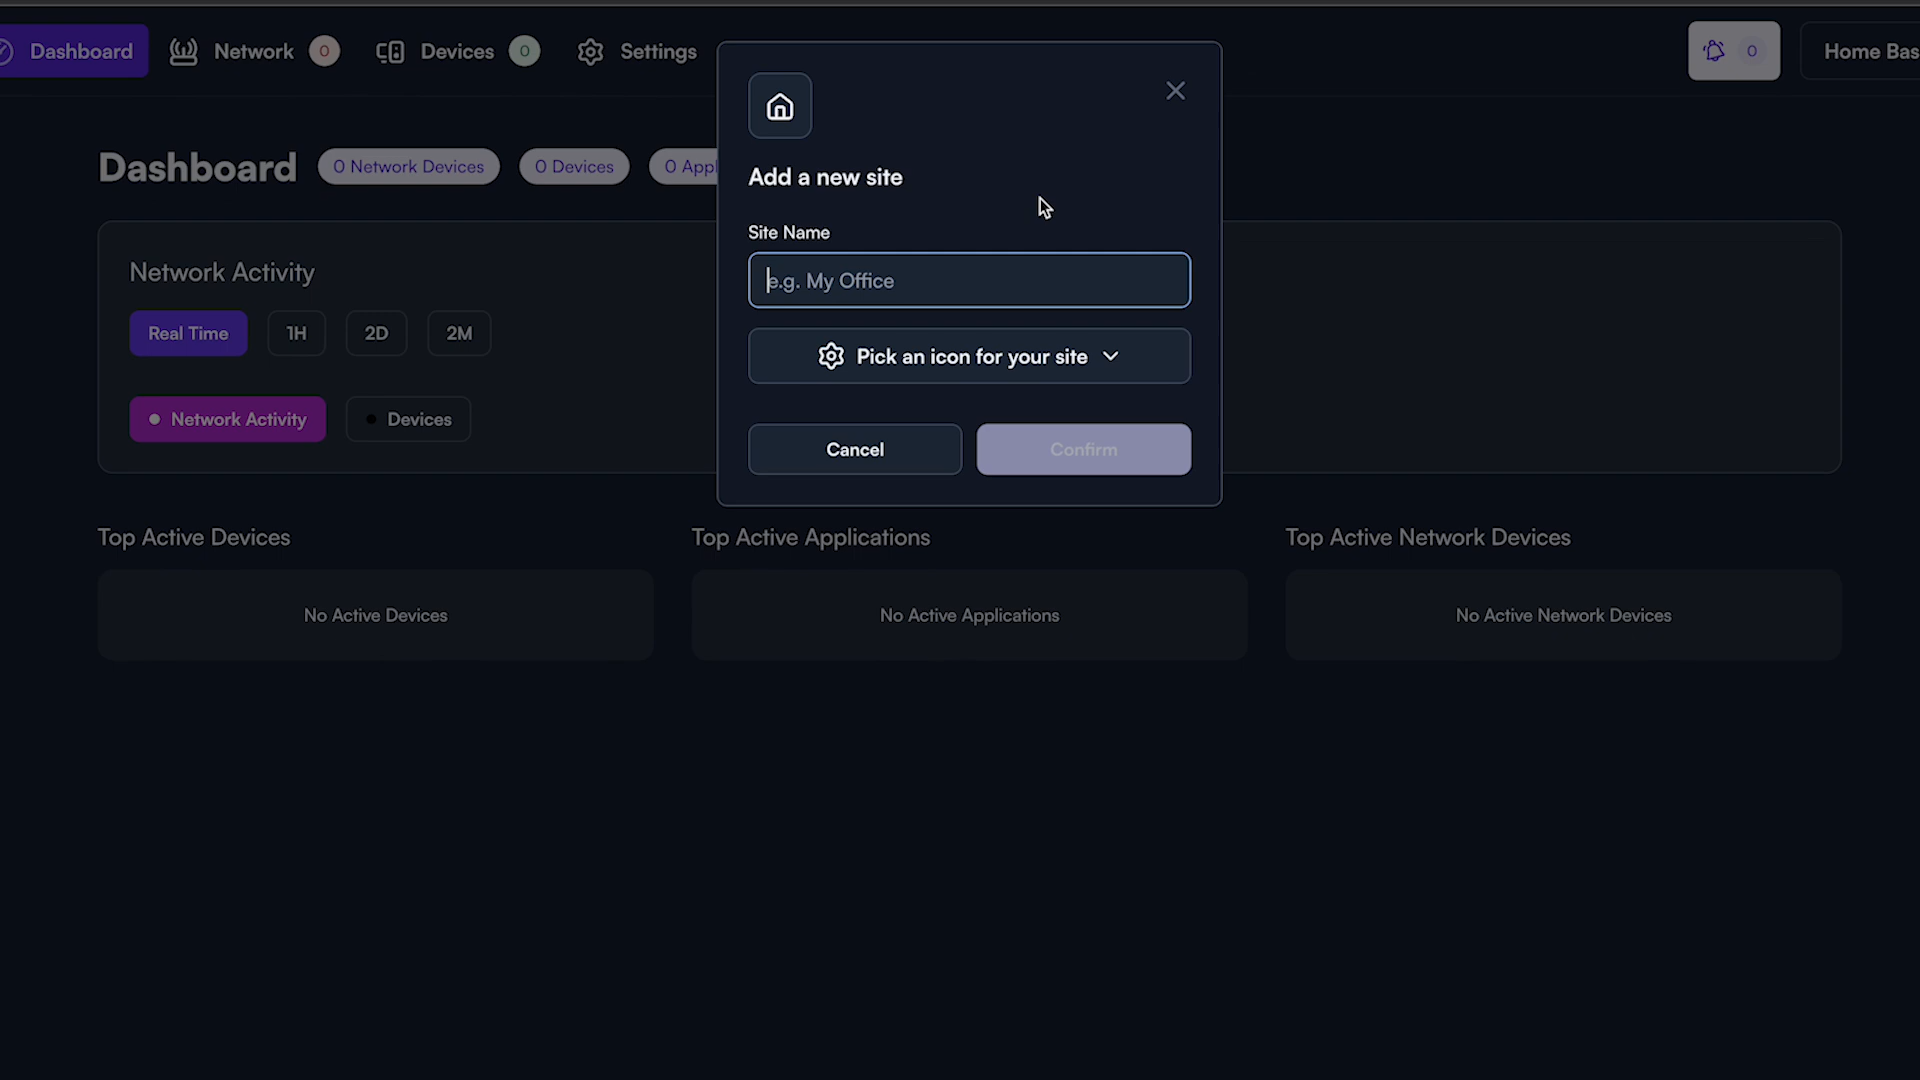 Dashboard Network 0 Devices 0 Settings 0 Home Bas
Add a new site
Site Name
e.g. My Office
Pick an icon for your site
Cancel Confirm
Dashboard 0 Network Devices 0 Devices 0 Appl
Network Activity
Real Time 1H 2D 2M
Network Activity Devices
Top Active Devices Top Active Applications Top Active Network Devices
No Active Devices No Active Applications No Active Network Devices